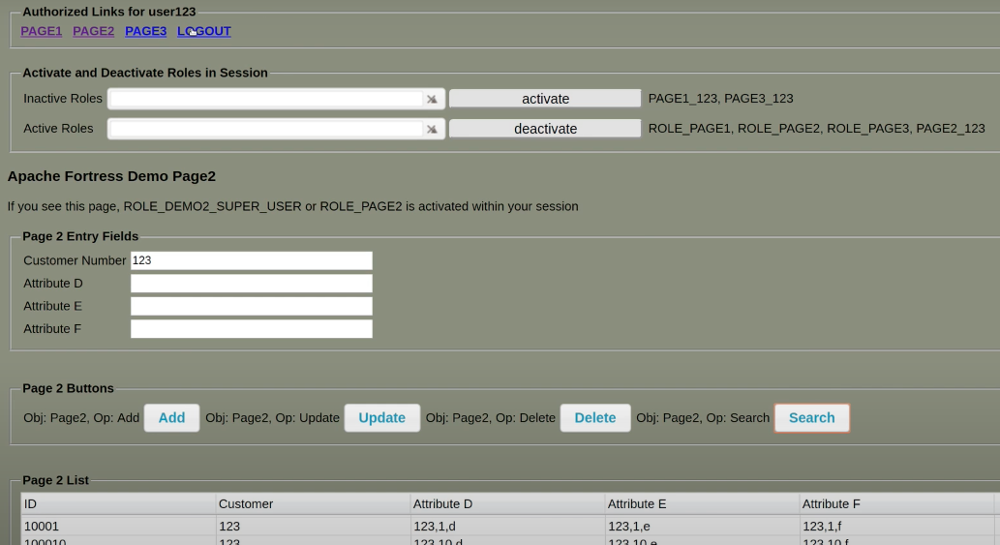 Authorized Links for user123
PAGE1 PAGE2 PAGE3 LOGOUT
Activate and Deactivate Roles in Session
Inactive Roles activate PAGE1_123, PAGE3_123
Active Roles deactivate ROLE_PAGE1, ROLE_PAGE2, ROLE_PAGE3, PAGE2_123
Apache Fortress Demo Page2
If you see this page, ROLE_DEMO2_SUPER_USER or ROLE_PAGE2 is activated within your session
Page 2 Entry Fields
Customer Number 123
Attribute D
Attribute E
Attribute F
Page 2 Buttons
Obj: Page2, Op: Add Add Obj: Page2, Op: Update Update Obj: Page2, Op: Delete Delete Obj: Page2, Op: Search Search
Page 2 List
ID Customer Attribute D Attribute E Attribute F
10001 123 123,1,d 123,1,e 123,1,f
100010 123 123,10,d 123,10,e 123,10,f